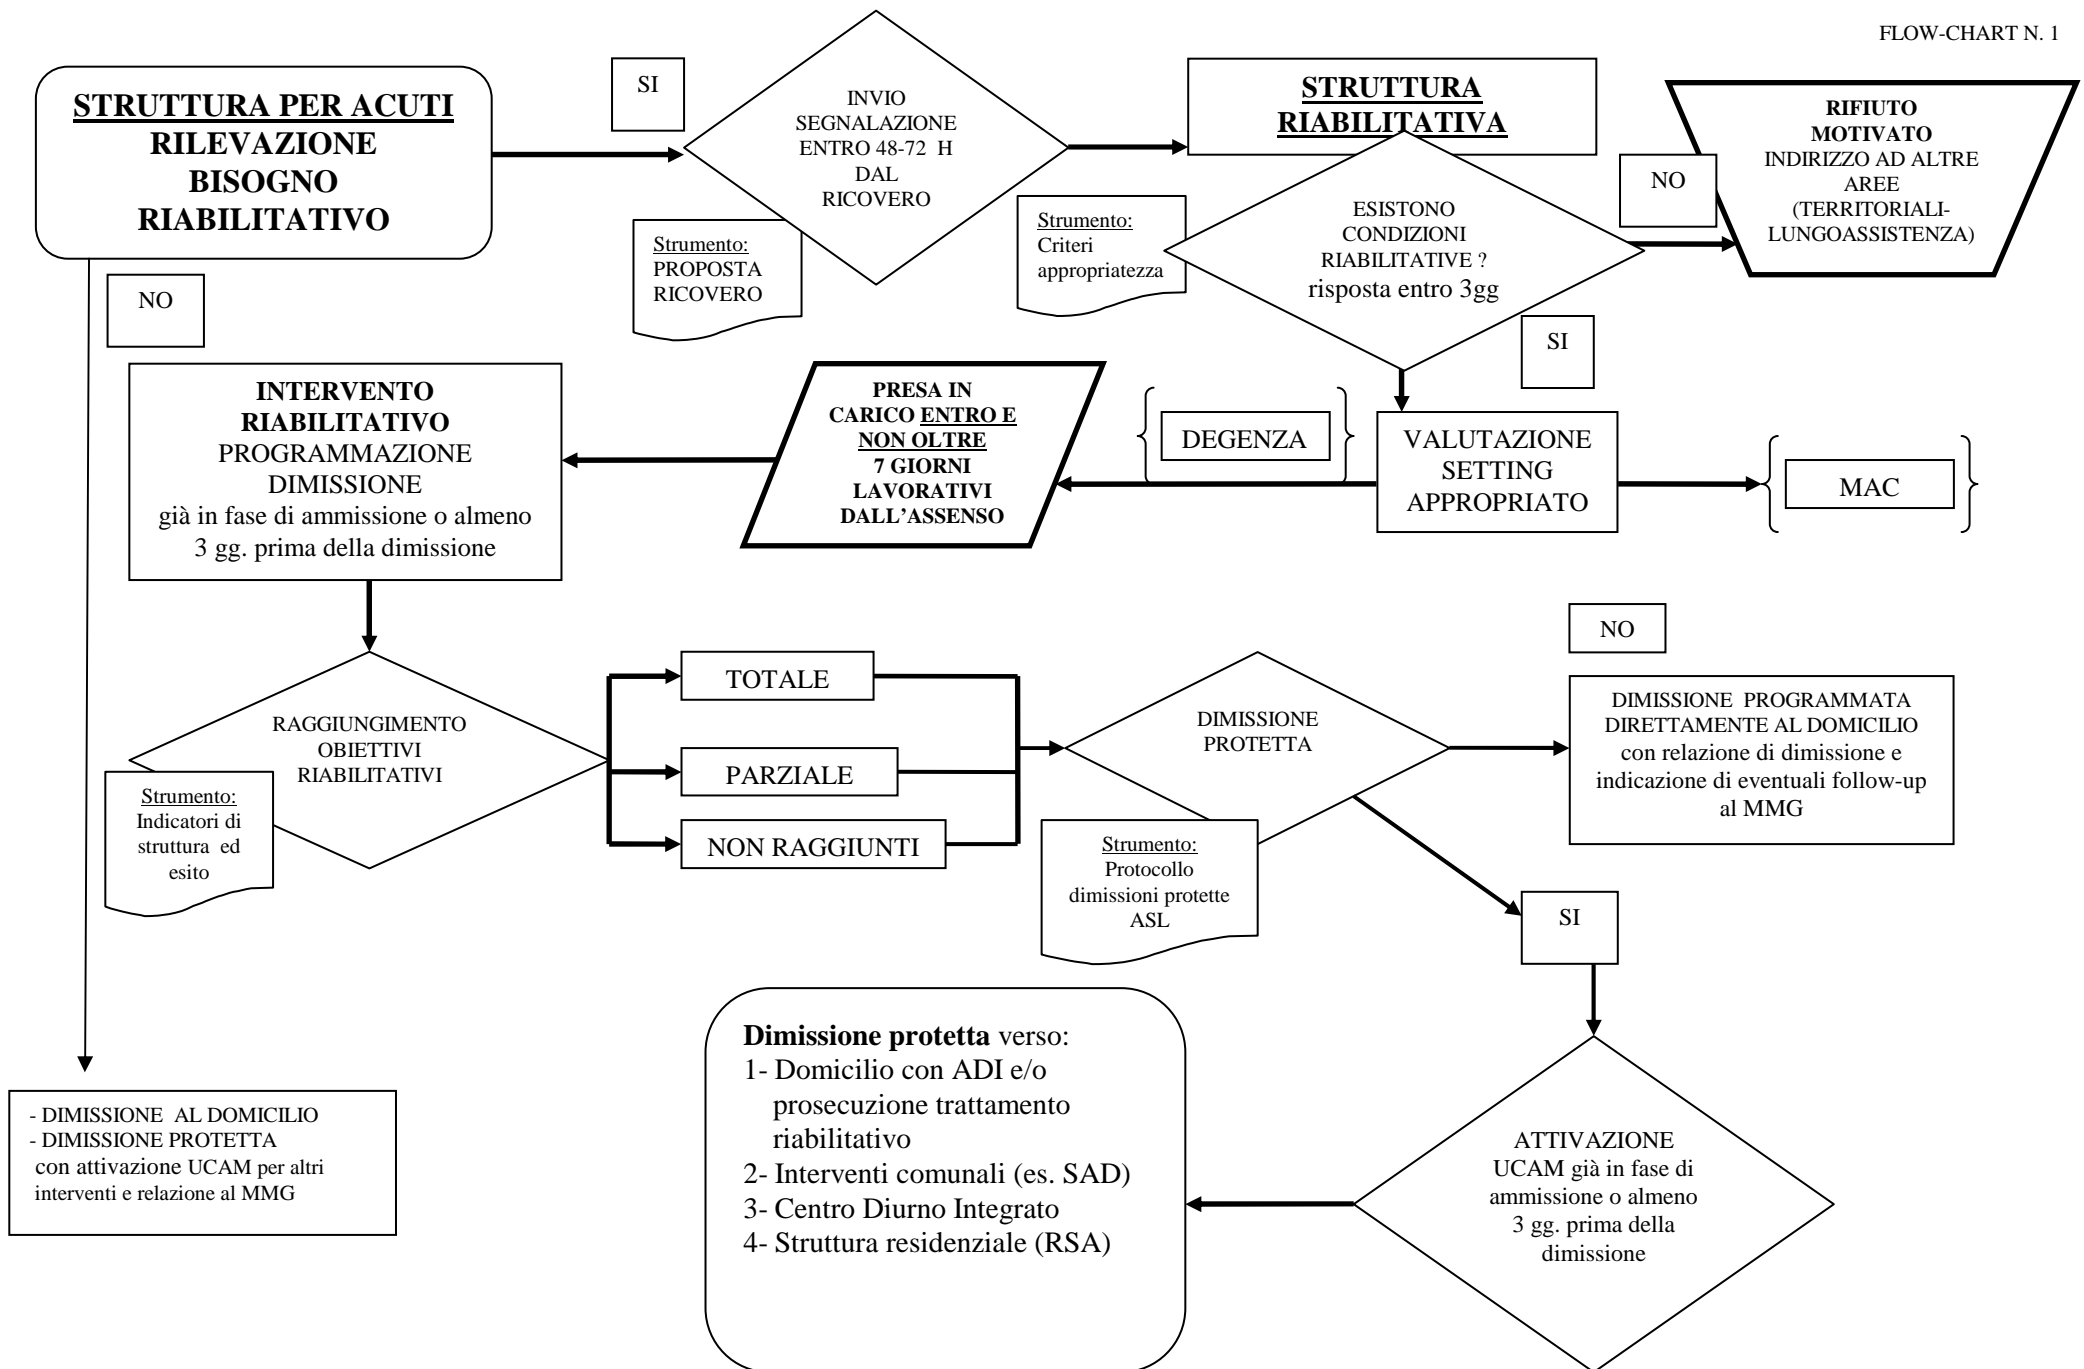 FLOW-CHART N. 1
STRUTTURA PER ACUTI
RILEVAZIONE
BISOGNO
RIABILITATIVO
SI
INVIO
SEGNALAZIONE
ENTRO 48-72 H
DAL
RICOVERO
Strumento:
PROPOSTA
RICOVERO
STRUTTURA
RIABILITATIVA
Strumento:
Criteri
appropriatezza
ESISTONO
CONDIZIONI
RIABILITATIVE ?
risposta entro 3gg
NO
RIFIUTO
MOTIVATO
INDIRIZZO AD ALTRE
AREE
(TERRITORIALI-
LUNGOASSISTENZA)
NO
SI
INTERVENTO
RIABILITATIVO
PROGRAMMAZIONE
DIMISSIONE
già in fase di ammissione o almeno
3 gg. prima della dimissione
PRESA IN
CARICO ENTRO E
NON OLTRE
7 GIORNI
LAVORATIVI
DALL'ASSENSO
DEGENZA
VALUTAZIONE
SETTING
APPROPRIATO
MAC
RAGGIUNGIMENTO
OBIETTIVI
RIABILITATIVI
Strumento:
Indicatori di
struttura ed
esito
TOTALE
PARZIALE
NON RAGGIUNTI
DIMISSIONE
PROTETTA
Strumento:
Protocollo
dimissioni protette
ASL
NO
DIMISSIONE PROGRAMMATA
DIRETTAMENTE AL DOMICILIO
con relazione di dimissione e
indicazione di eventuali follow-up
al MMG
SI
- DIMISSIONE AL DOMICILIO
- DIMISSIONE PROTETTA
con attivazione UCAM per altri
interventi e relazione al MMG
Dimissione protetta verso:
1- Domicilio con ADI e/o
prosecuzione trattamento
riabilitativo
2- Interventi comunali (es. SAD)
3- Centro Diurno Integrato
4- Struttura residenziale (RSA)
ATTIVAZIONE
UCAM già in fase di
ammissione o almeno
3 gg. prima della
dimissione